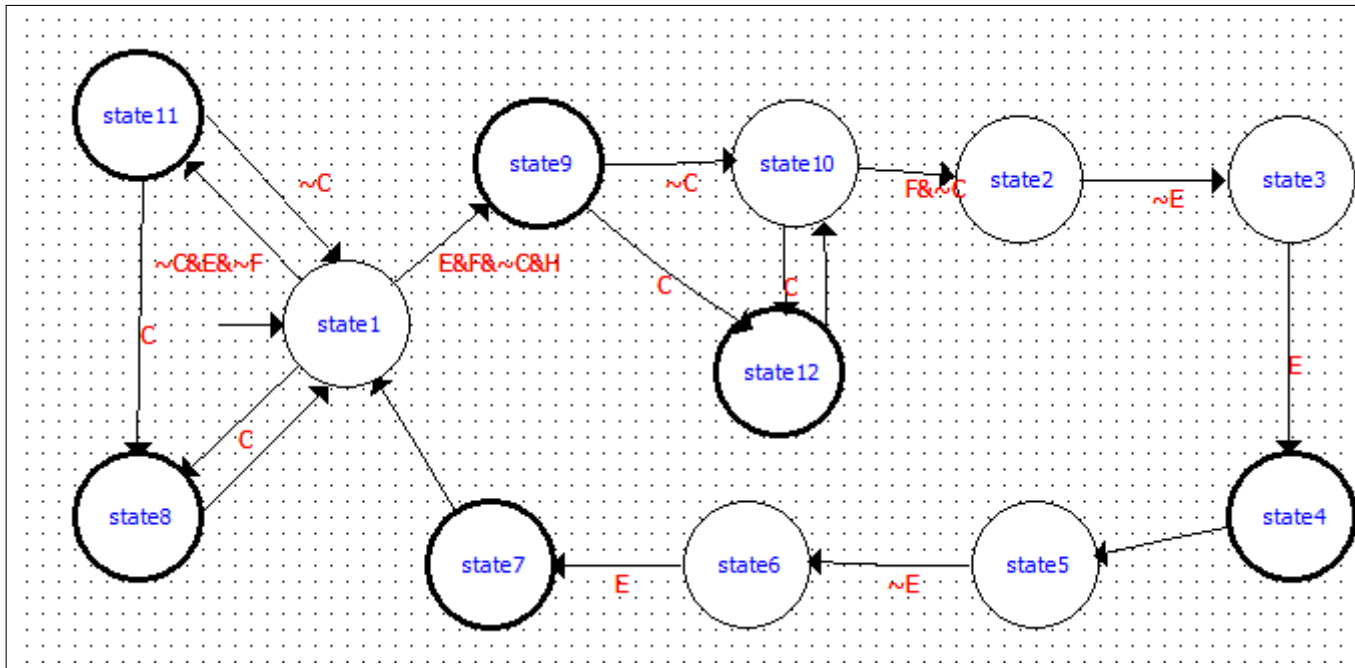 state11
state9
state10
state2
state3
~C
~C
F&~C
~E
~C&E&~F
E&F&~C&H
C
C
state1
C
E
state12
C
state8
state7
state6
state5
state4
E
~E